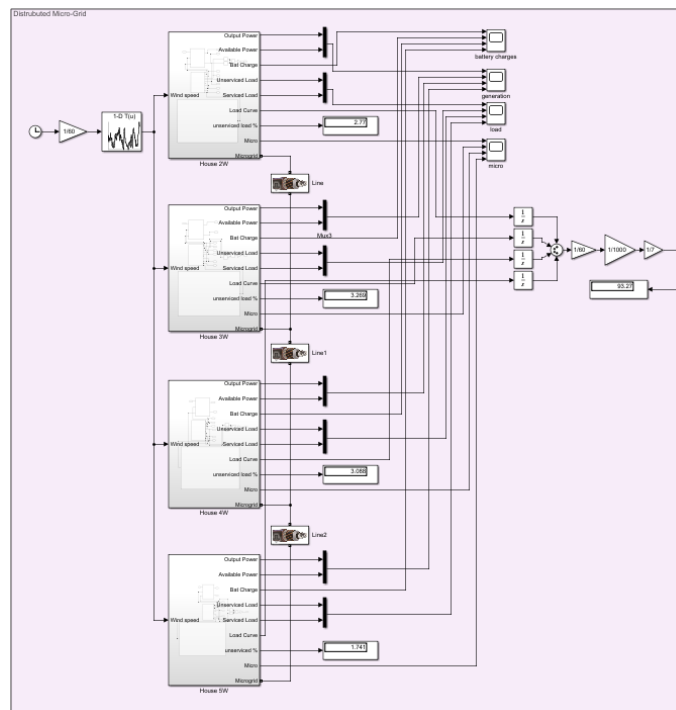 Distrubuted Micro-Grid
1/60
1-D T(u)
Wind speed
Output Power
Available Power
Bat Charge
Unserviced Load
Serviced Load
Load Curve
unserviced load %
Micro
Microgrid
House 2W
2.77
Line
battery charges
generation
load
micro
Wind speed
Output Power
Available Power
Bat Charge
Unserviced Load
Serviced Load
Load Curve
unserviced load %
Micro
Microgrid
House 3W
Mux3
3.269
Line1
1
s
1
s
1
s
1
s
1/60
1/1000
1/7
93.27
Wind speed
Output Power
Available Power
Bat Charge
Unserviced Load
Serviced Load
Load Curve
unserviced load %
Micro
Microgrid
House 4W
3.088
Line2
Wind speed
Output Power
Available Power
Bat Charge
Unserviced Load
Serviced Load
Load Curve
unserviced %
Micro
Microgrid
House 5W
1.741